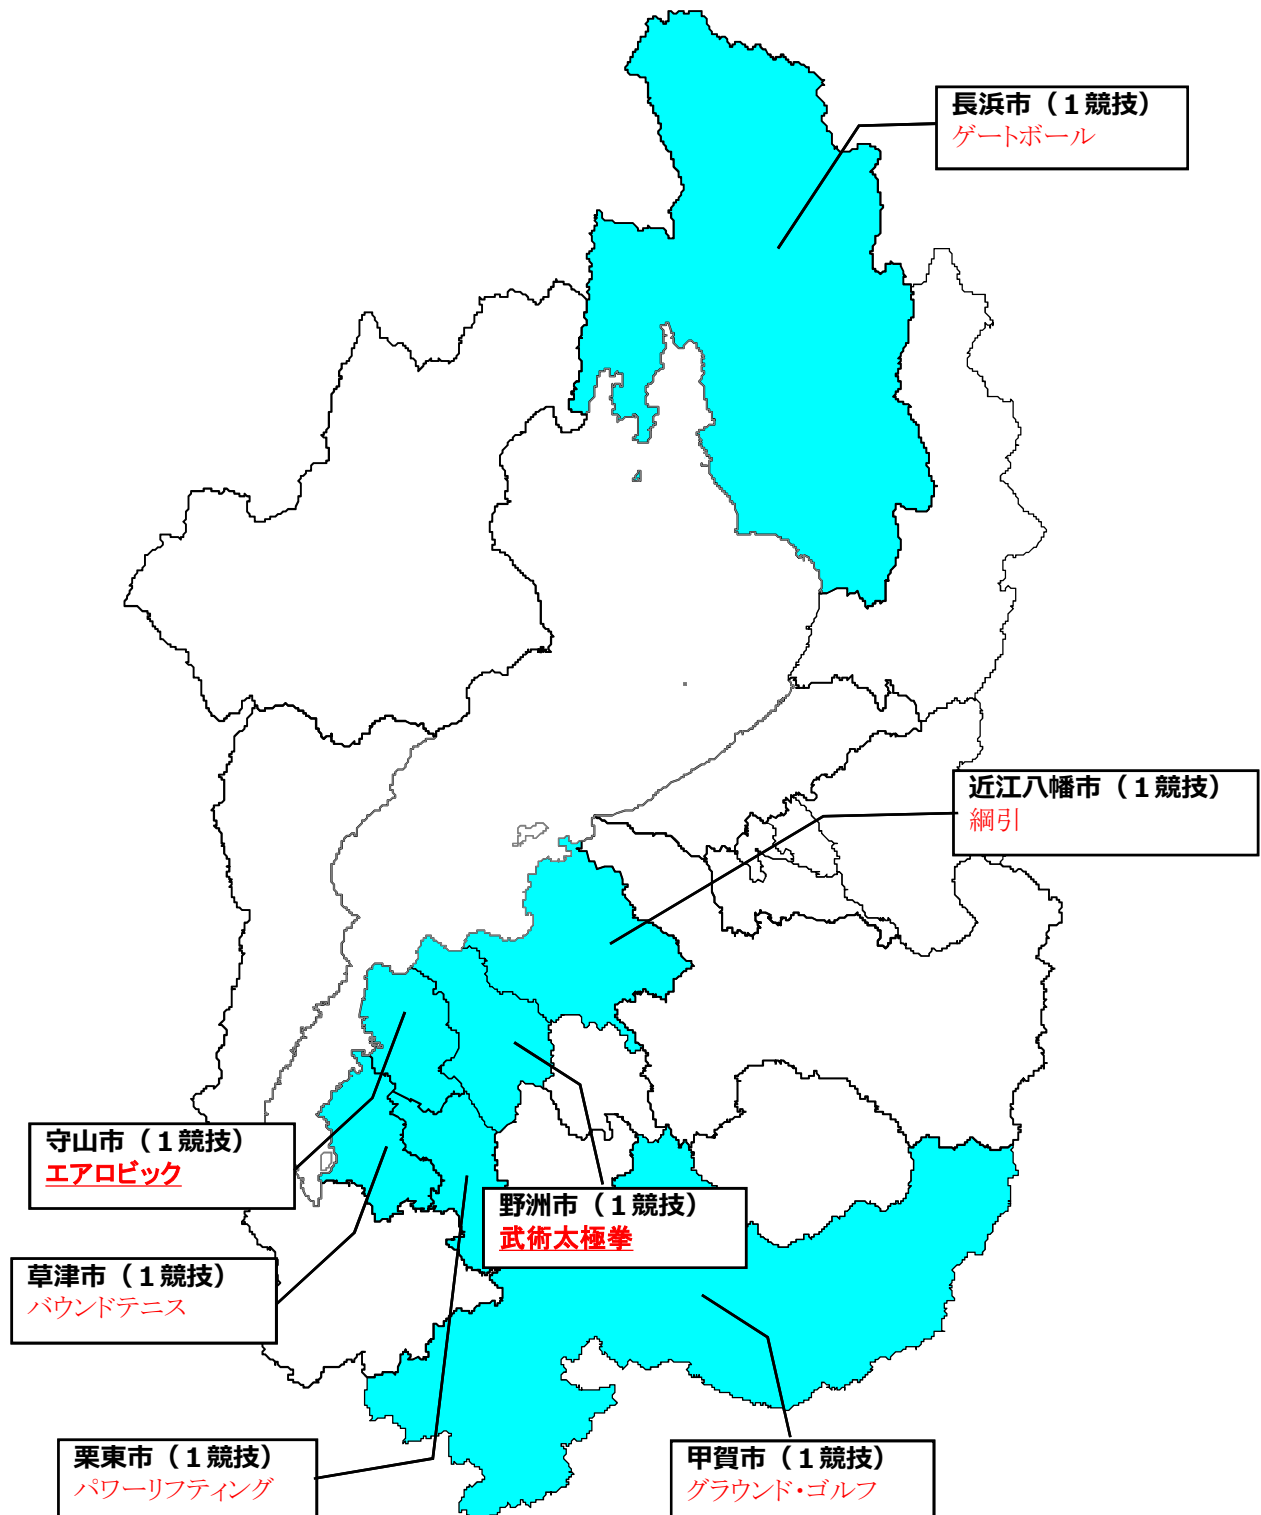 長浜市（１競技）
ゲートボール
近江八幡市（１競技）
綱引
守山市（１競技）
エアロビック
野洲市（１競技）
武術太極拳
草津市（１競技）
バウンドテニス
栗東市（１競技）
パワーリフティング
甲賀市（１競技）
グラウンド・ゴルフ